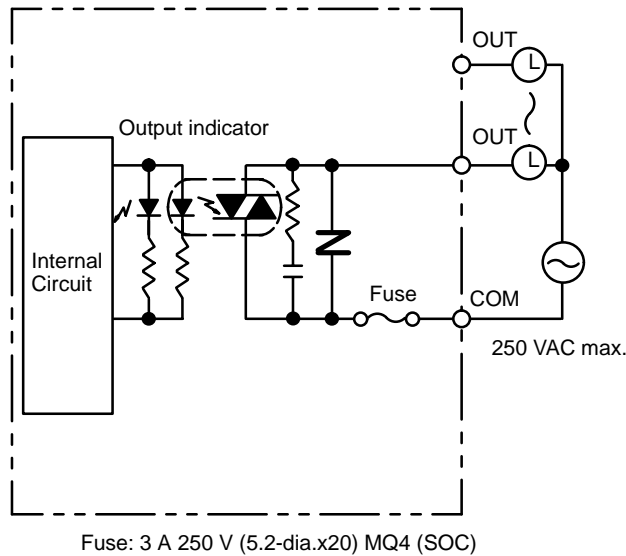 OUT
L
Output indicator
OUT
L
Internal
Circuit
Fuse
COM
250 VAC max.
Fuse: 3 A 250 V (5.2-dia.x20) MQ4 (SOC)